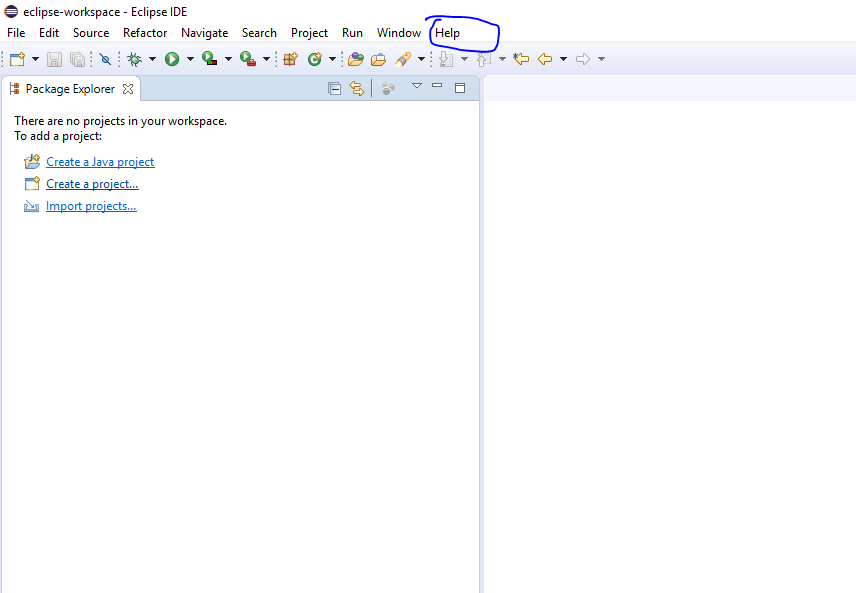 eclipse-workspace - Eclipse IDE
File Edit Source Refactor Navigate Search Project Run Window Help
Package Explorer
There are no projects in your workspace.
To add a project:
Create a Java project
Create a project...
Import projects...